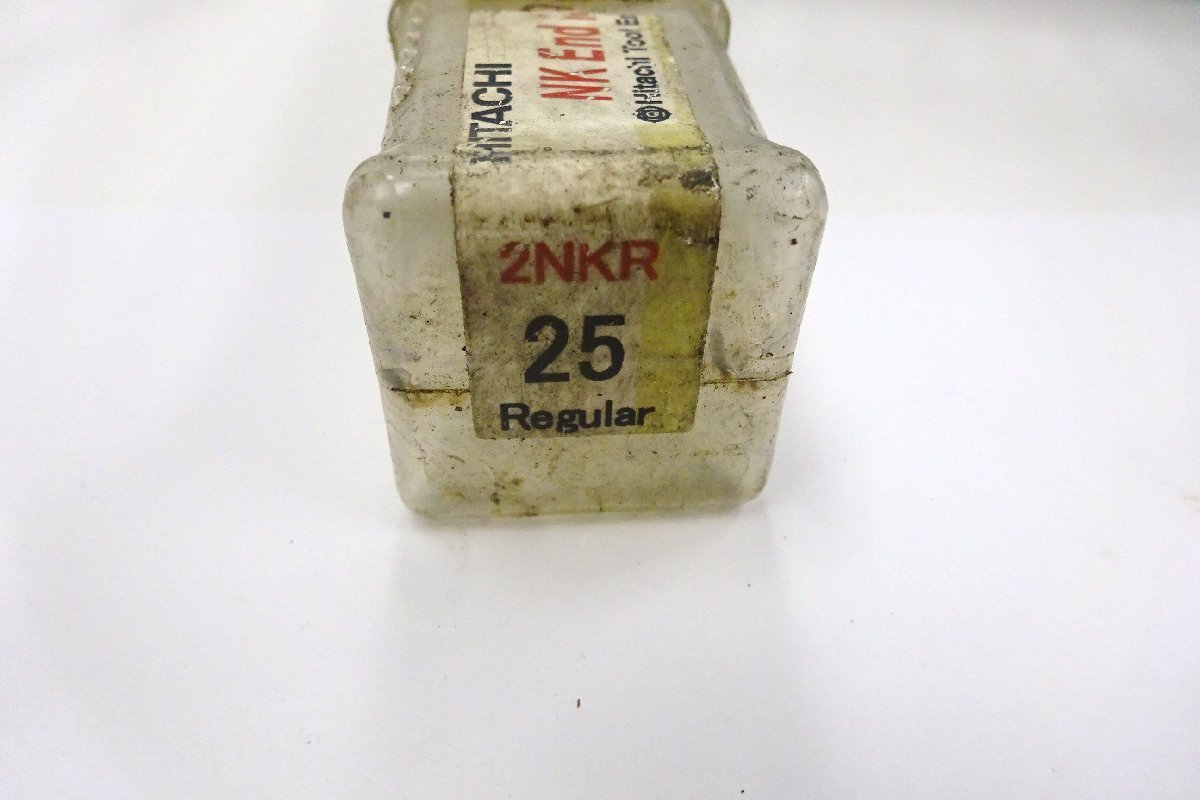 HITACHI
NK End
Hitachi Tool
2NKR
25
Regular